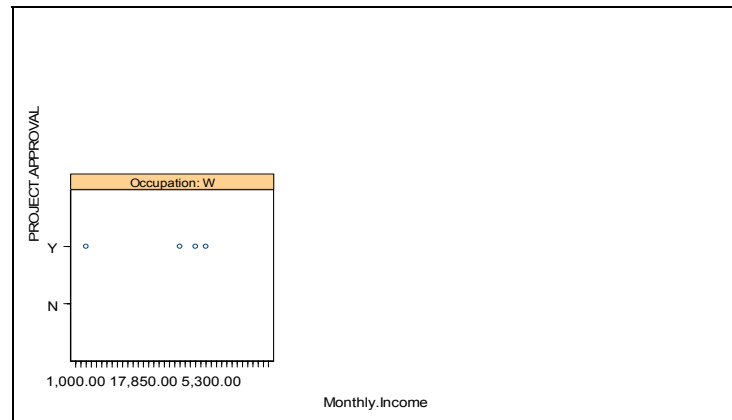 PROJECT.APPROVAL
Occupation: W
Y
N
1,000.00 17,850.00 5,300.00
Monthly.Income